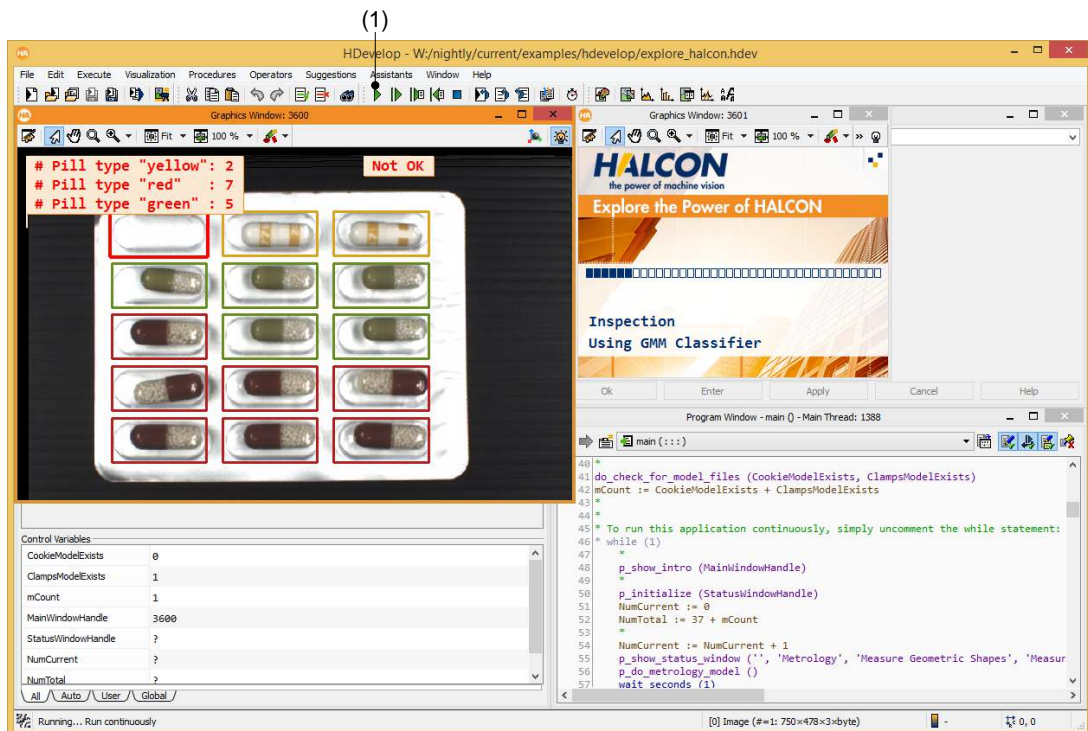 (1)
HDevelop - W:/nightly/current/examples/hdevelop/explore_halcon.hdev
File Edit Execute Visualization Procedures Operators Suggestions Assistants Window Help
Graphics Window: 3600
Fit 100 %
# Pill type "yellow": 2
# Pill type "red" : 7
# Pill type "green" : 5
Not OK
Graphics Window: 3601
Fit 100 %
HALCON
the power of machine vision
Explore the Power of HALCON
Inspection
Using GMM Classifier
Ok Enter Apply Cancel Help
Program Window - main () - Main Thread: 1388
main ( : : : )
40 *
41 do_check_for_model_files (CookieModelExists, ClampsModelExists)
42 mCount := CookieModelExists + ClampsModelExists
43 *
44 *
45 * To run this application continuously, simply uncomment the while statement:
46 * while (1)
47 *
48 p_show_intro (MainWindowHandle)
49 *
50 p_initialize (StatusWindowHandle)
51 NumCurrent := 0
52 NumTotal := 37 + mCount
53 *
54 NumCurrent := NumCurrent + 1
55 p_show_status_window ('', 'Metrology', 'Measure Geometric Shapes', 'Measur
56 p_do_metrology_model ()
57 wait seconds (1)
Control Variables
CookieModelExists 0
ClampsModelExists 1
mCount 1
MainWindowHandle 3600
StatusWindowHandle ?
NumCurrent ?
NumTotal ?
All Auto User Global
Running... Run continuously
[0] Image (#=1: 750×478×3×byte)
-
0, 0